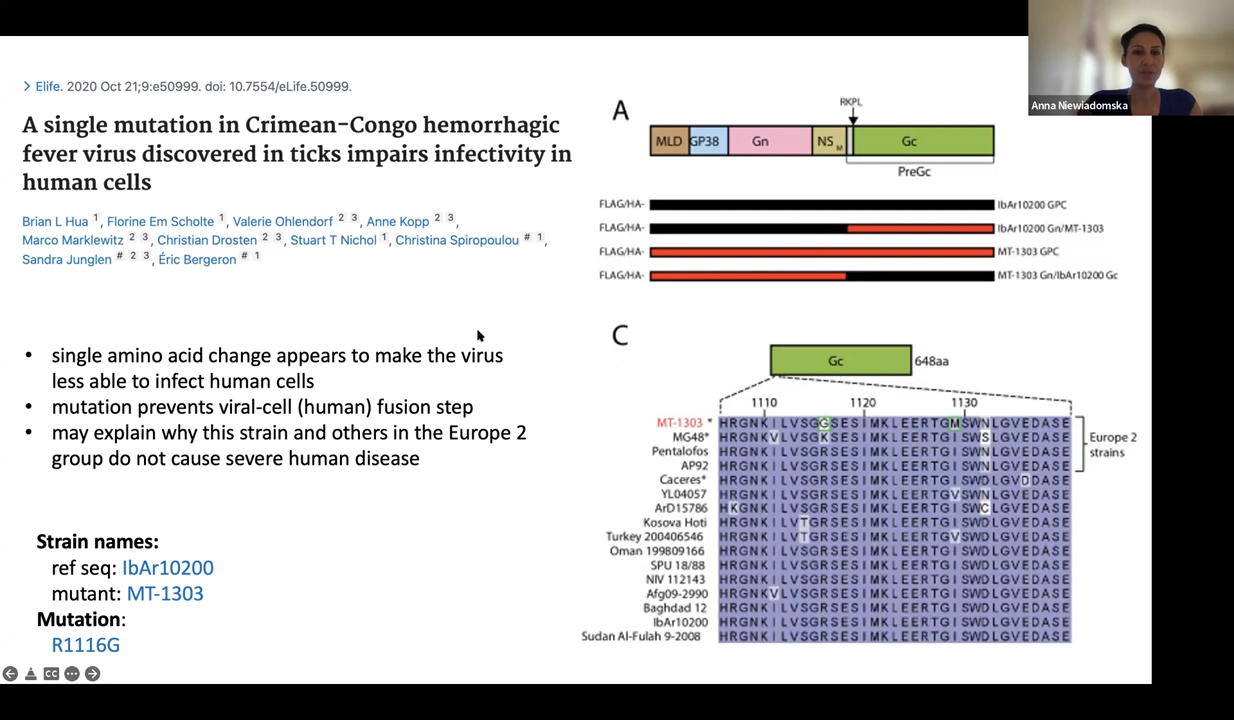 Anna Niewiadomska
> Elife. 2020 Oct 21;9:e50999. doi: 10.7554/eLife.50999.
A single mutation in Crimean-Congo hemorrhagic
fever virus discovered in ticks impairs infectivity in
human cells
Brian L Hua 1, Florine Em Scholte 1, Valerie Ohlendorf 2 3, Anne Kopp 2 3,
Marco Marklewitz 2 3, Christian Drosten 2 3, Stuart T Nichol 1, Christina Spiropoulou # 1,
Sandra Junglen # 2 3, Éric Bergeron # 1
• single amino acid change appears to make the virus
less able to infect human cells
• mutation prevents viral-cell (human) fusion step
• may explain why this strain and others in the Europe 2
group do not cause severe human disease
Strain names:
ref seq: IbAr10200
mutant: MT-1303
Mutation:
R1116G
CC
A
RKPL
MLD GP38 Gn NS M Gc
PreGc
FLAG/HA- IbAr10200 GPC
FLAG/HA- IbAr10200 Gn/MT-1303
FLAG/HA- MT-1303 GPC
FLAG/HA- MT-1303 Gn/IbAr10200 Gc
C
Gc 648aa
1110 1120 1130
MT-1303 * HRGNKILVSGGSESIMKLEERTGMSWNLGVEDASE
MG48* HRGNKVLVSGKSESIMKLEERTGISWSLGVEDASE
Pentalofos HRGNKILVSGRSESIMKLEERTGISWNLGVEDASE
AP92 HRGNKILVSGRSESIMKLEERTGISWNLGVEDASE
Europe 2
strains
Caceres* HRGNKILVSGRSESIMKLEERTGISWDLGVDDASE
YL04057 HRGNKILVSGRSESIMKLEERTGVSWNLGVEDASE
ArD15786 HKGNKILVSGRSESIMKLEERTGISWCLGVEDASE
Kosova Hoti HRGNKILVTGRSESIMKLEERTGISWDLGVEDASE
Turkey 200406546 HRGNKILVTGRSESIMKLEERTGVSWDLGVEDASE
Oman 199809166 HRGNKILVSGRSESIMKLEERTGISWDLGVEDASE
SPU 18/88 HRGNKILVSGRSESIMKLEERTGISWDLGVEDASE
NIV 112143 HRGNKILVSGRSESIMKLEERTGISWDLGVEDASE
Afg09-2990 HRGNKVLVSGRSESIMKLEERTGISWDLGVEDASE
Baghdad 12 HRGNKILVSGRSESIMKLEERTGISWDLGVEDASE
IbAr10200 HRGNKILVSGRSESIMKLEERTGISWDLGVEDASE
Sudan Al-Fulah 9-2008 HRGNKILVSGRSESIMKLEERTGISWDLGVEDASE